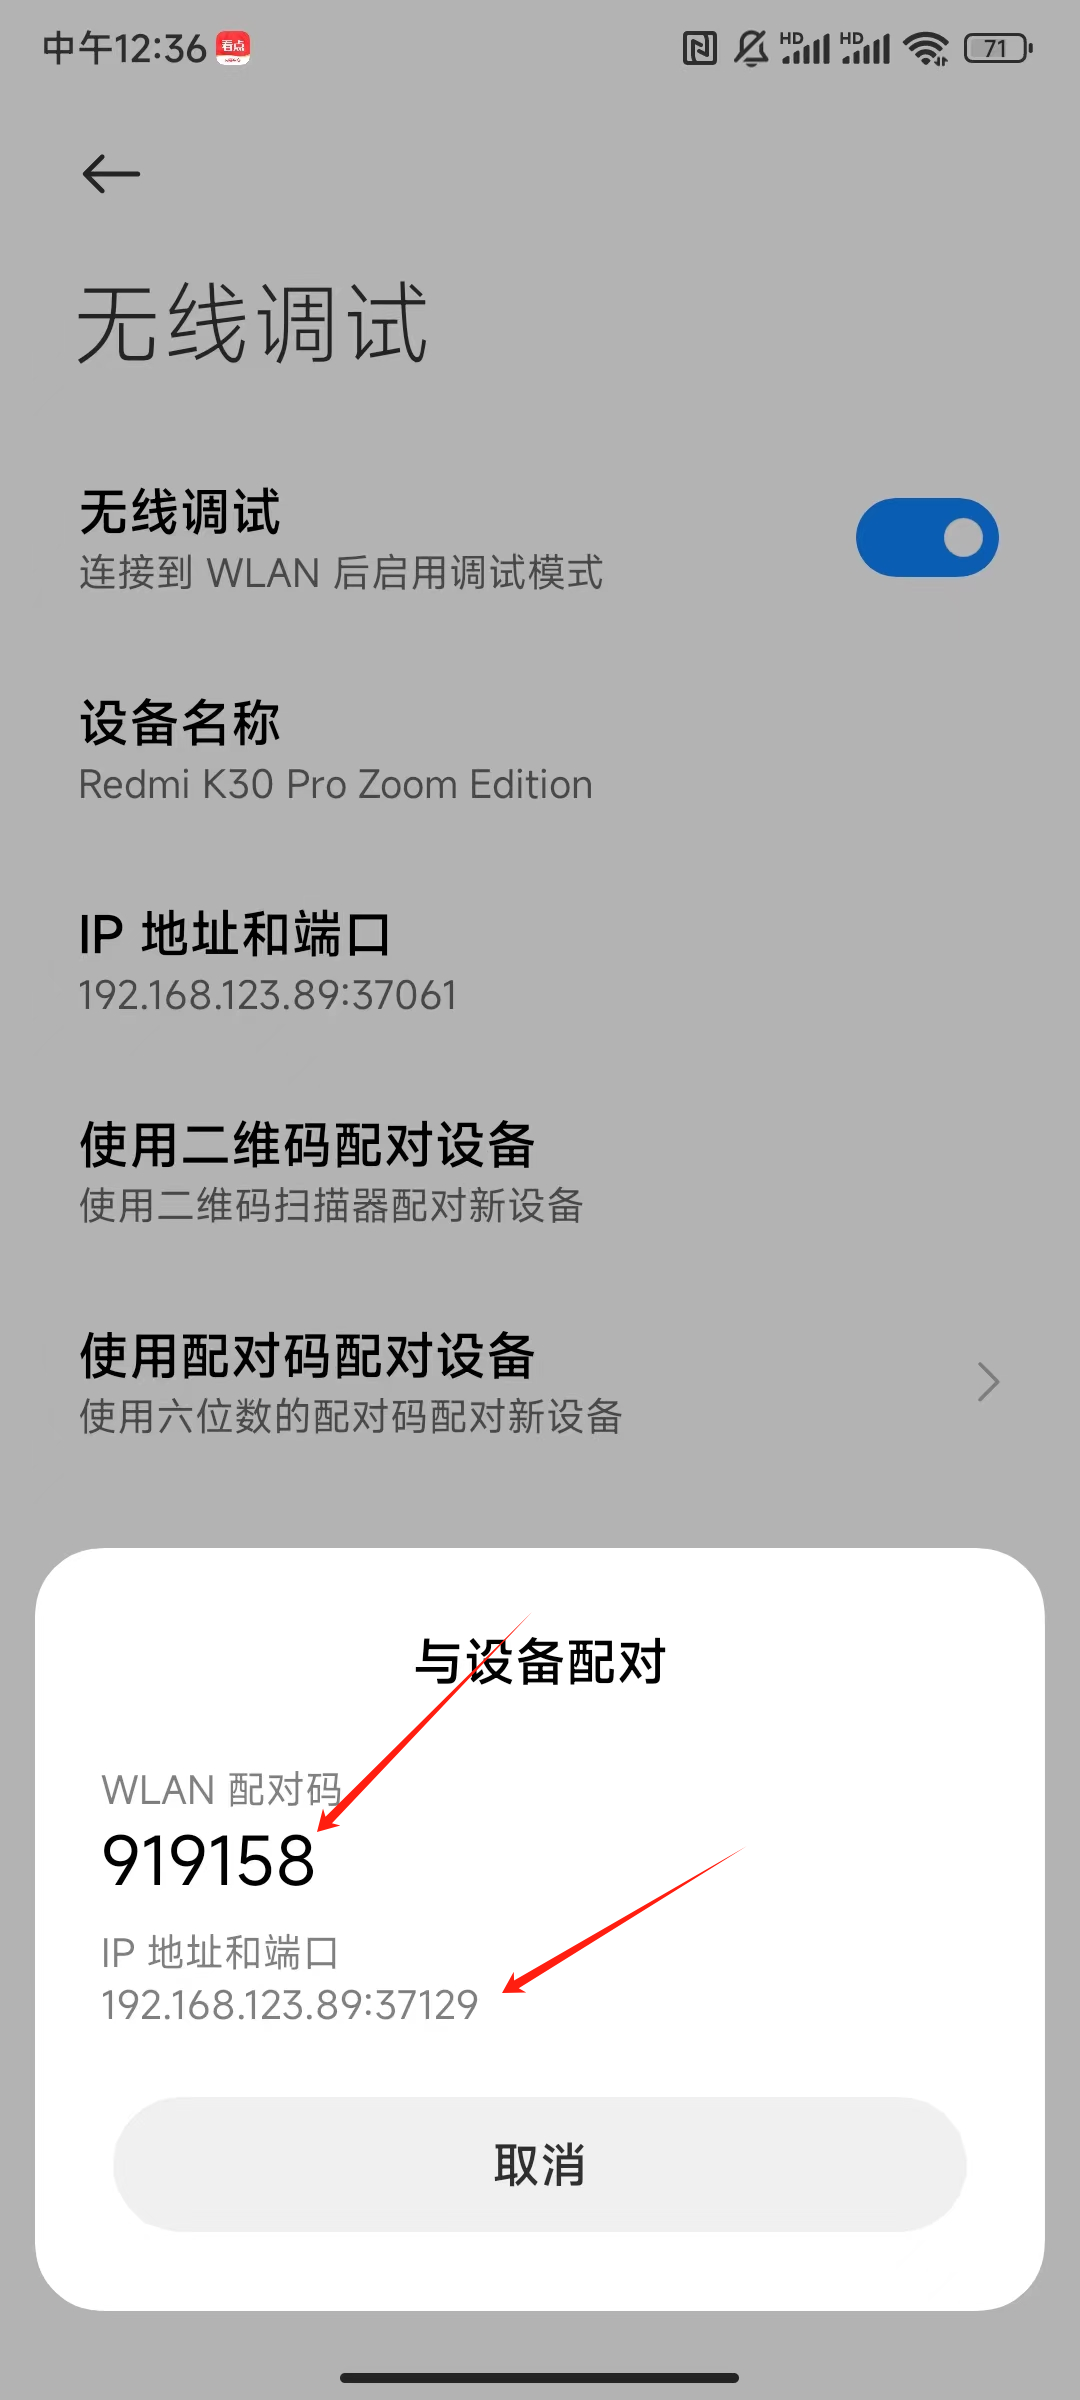 中午12:36 看点 HD HD 71
无线调试
无线调试
连接到 WLAN 后启用调试模式
设备名称
Redmi K30 Pro Zoom Edition
IP 地址和端口
192.168.123.89:37061
使用二维码配对设备
使用二维码扫描器配对新设备
使用配对码配对设备
使用六位数的配对码配对新设备
与设备配对
WLAN 配对码
919158
IP 地址和端口
192.168.123.89:37129
取消